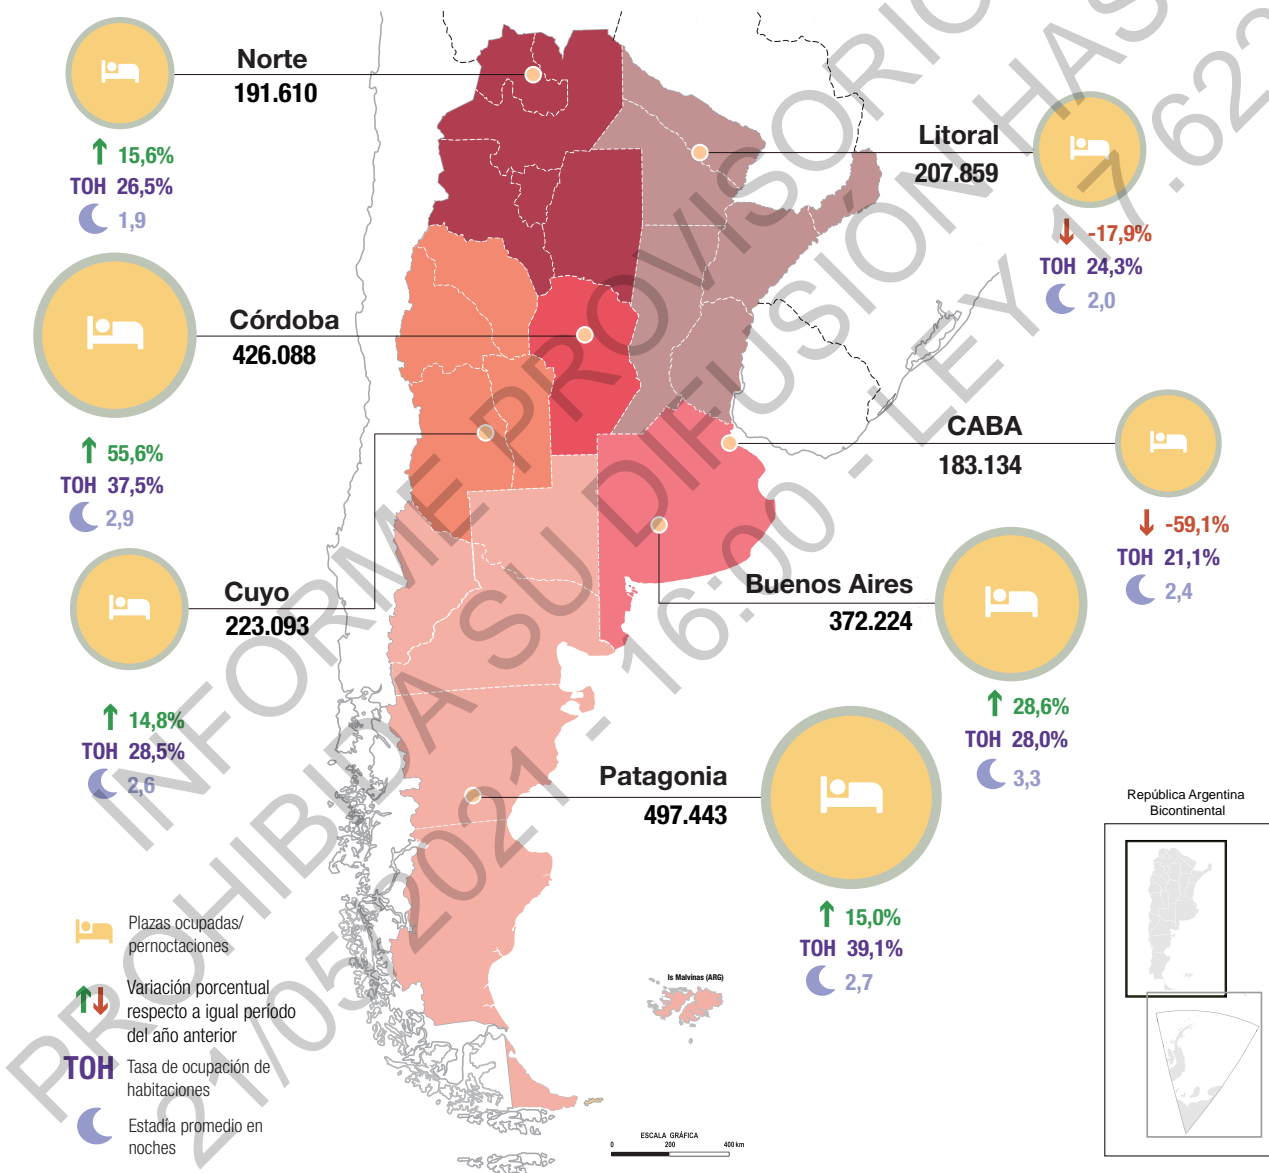 Norte
191.610
15,6%
TOH 26,5%
1,9
Córdoba
426.088
55,6%
TOH 37,5%
2,9
Cuyo
223.093
14,8%
TOH 28,5%
2,6
Litoral
207.859
-17,9%
TOH 24,3%
2,0
CABA
183.134
-59,1%
TOH 21,1%
2,4
Buenos Aires
372.224
28,6%
TOH 28,0%
3,3
Patagonia
497.443
15,0%
TOH 39,1%
2,7
Plazas ocupadas/
pernoctaciones
Variación porcentual
respecto a igual período
del año anterior
TOH Tasa de ocupación de
habitaciones
Estadía promedio en
noches
Is Malvinas (ARG)
ESCALA GRÁFICA
0 200 400 km
República Argentina
Bicontinental
INFORME PROVISORIO
PROHIBIDA SU DIFUSIÓN HAS
21/05/2021 - 16:00 - LEY 17.622